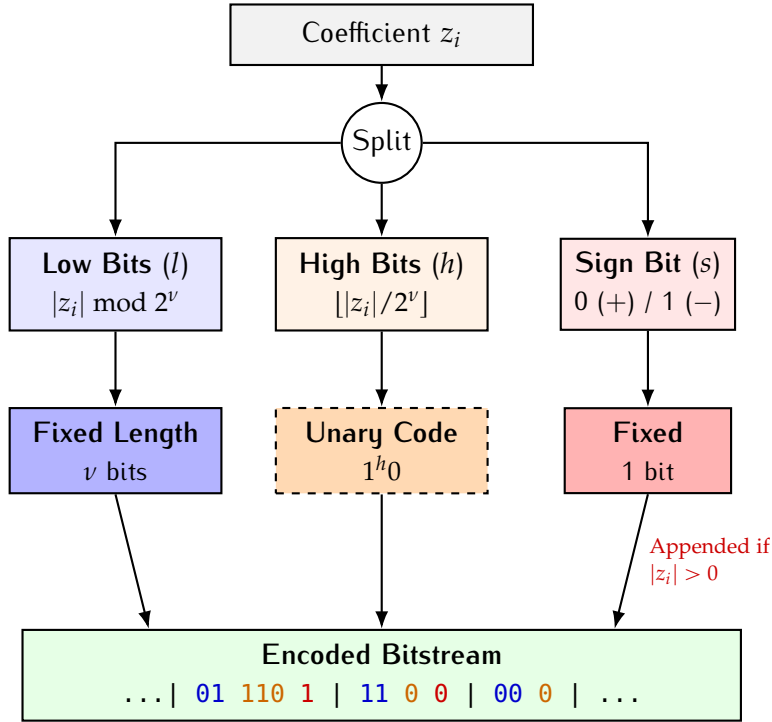 Coefficient z_i
Split
Low Bits (l)
|z_i| mod 2^ν
High Bits (h)
⌊|z_i|/2^ν⌋
Sign Bit (s)
0 (+) / 1 (−)
Fixed Length
ν bits
Unary Code
1^h0
Fixed
1 bit
Appended if
|z_i| > 0
Encoded Bitstream
...| 01 110 1 | 11 0 0 | 00 0 | ...